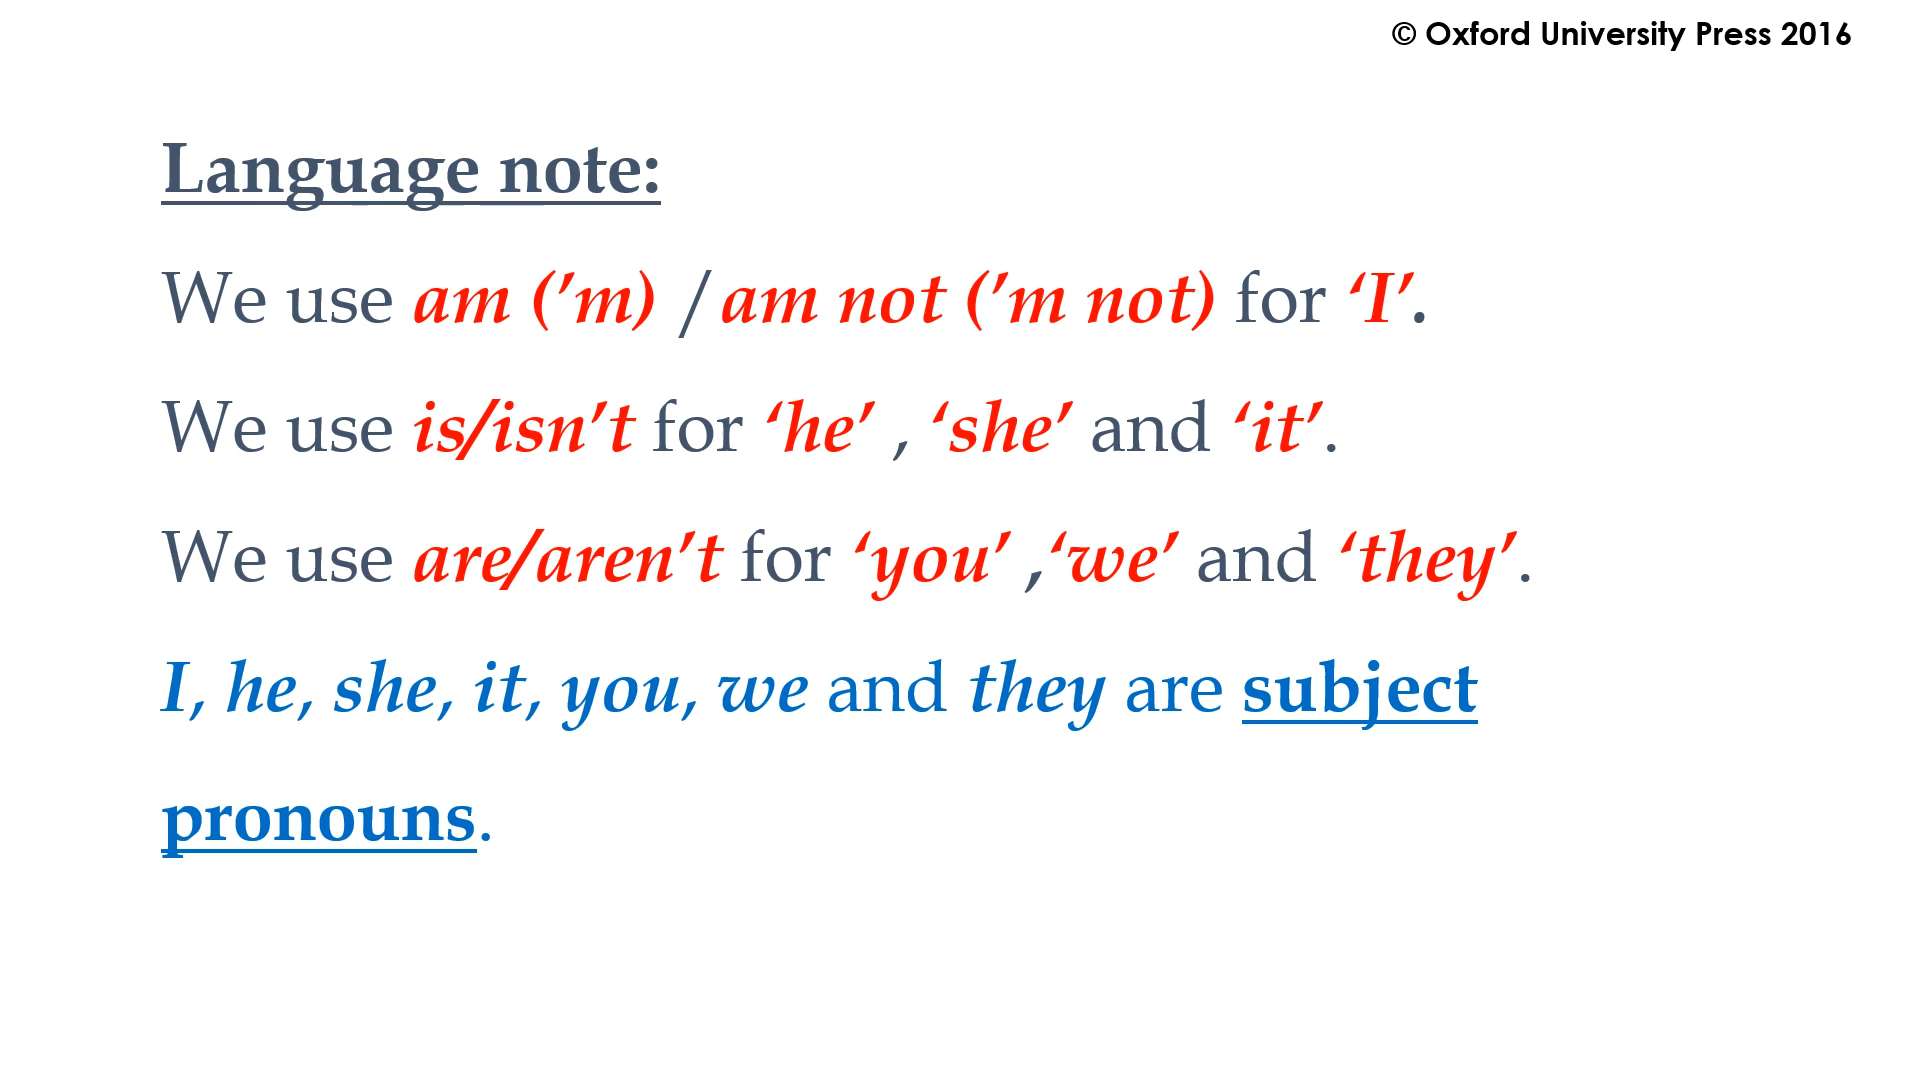 © Oxford University Press 2016
Language note:
We use am (’m) /am not (’m not) for ‘I’.
We use is/isn’t for ‘he’ , ‘she’ and ‘it’.
We use are/aren’t for ‘you’ ,‘we’ and ‘they’.
I, he, she, it, you, we and they are subject
pronouns.